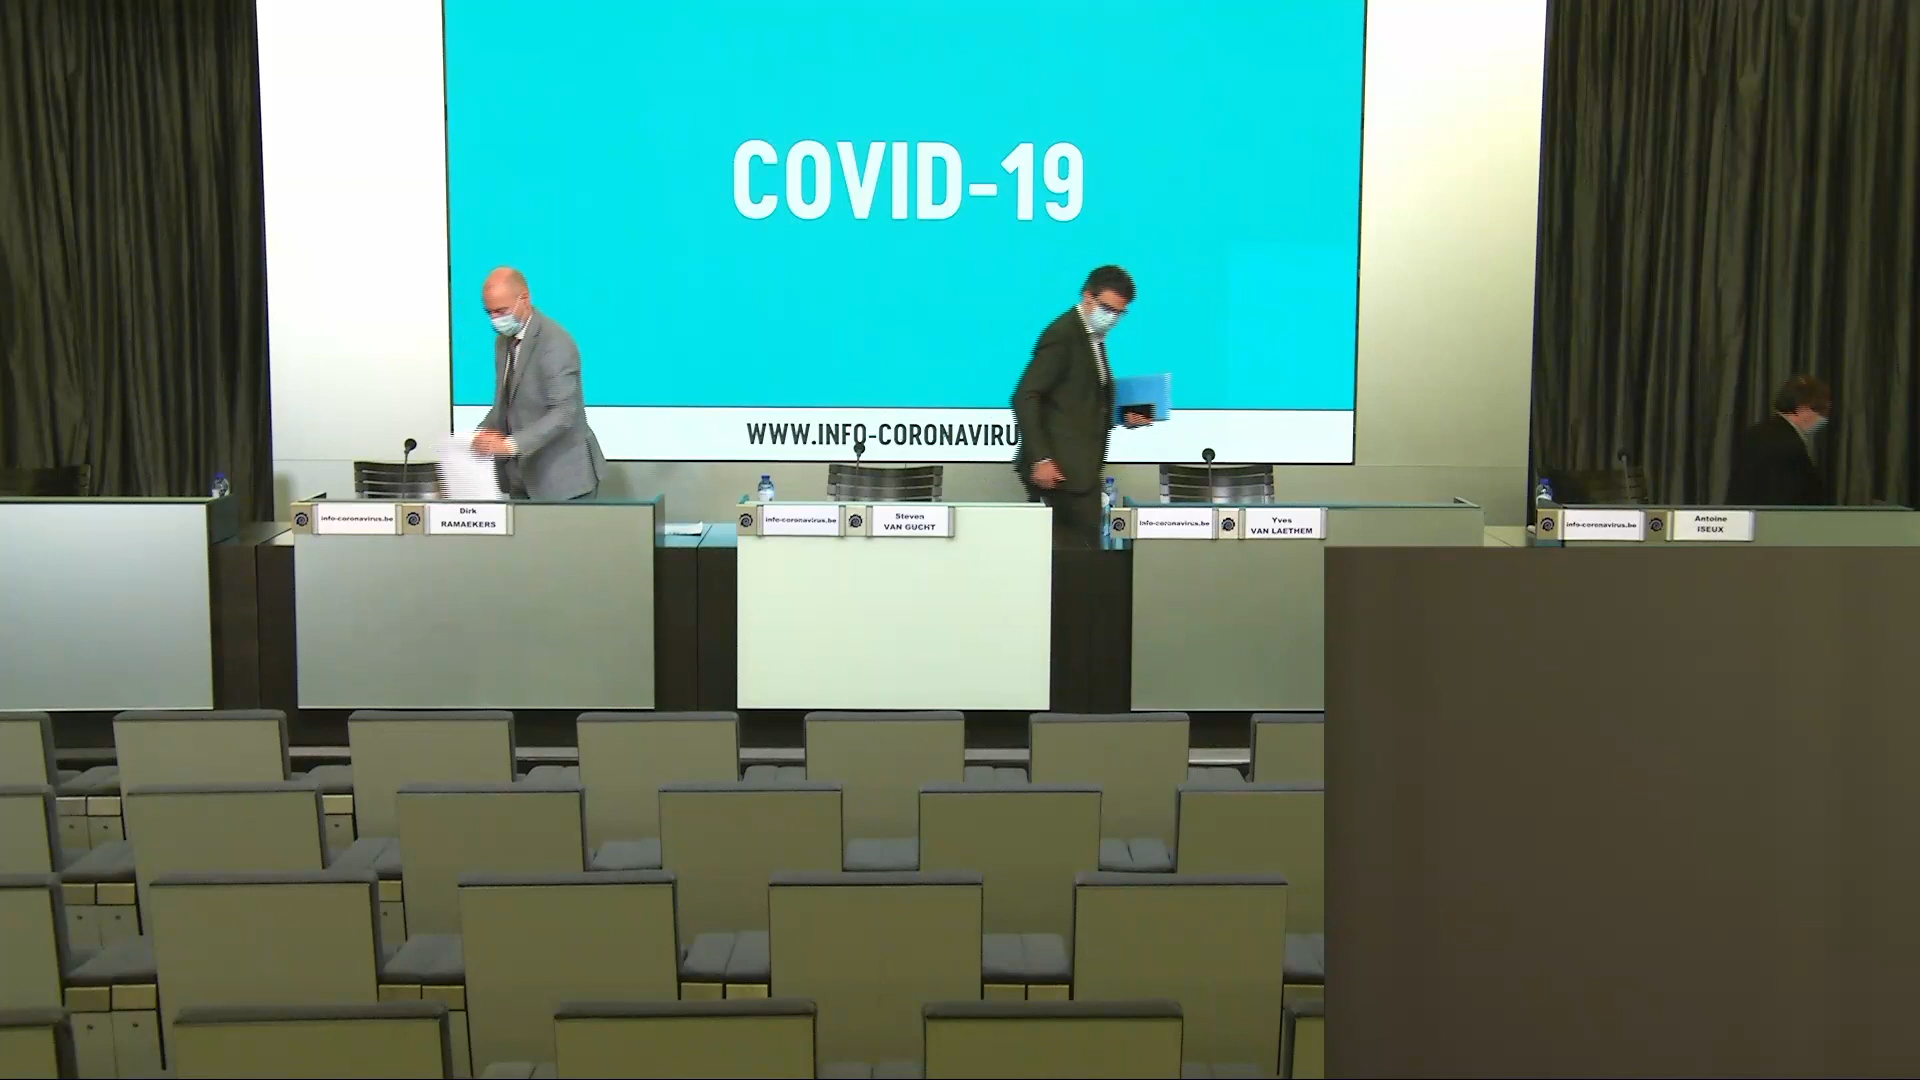 COVID-19
WWW.INFO-CORONAVIRU
info-coronavirus.be
Dirk
RAMAEKERS
info-coronavirus.be
Steven
VAN GUCHT
info-coronavirus.be
Yves
VAN LAETHEM
info-coronavirus.be
Antoine
ISEUX